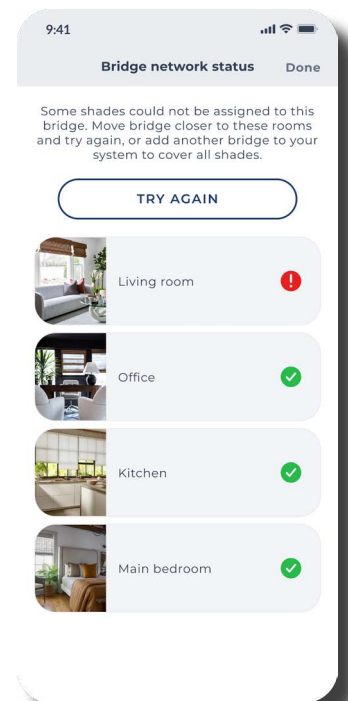 9:41
Bridge network status Done
Some shades could not be assigned to this
bridge. Move bridge closer to these rooms
and try again, or add another bridge to your
system to cover all shades.
TRY AGAIN
Living room
Office
Kitchen
Main bedroom